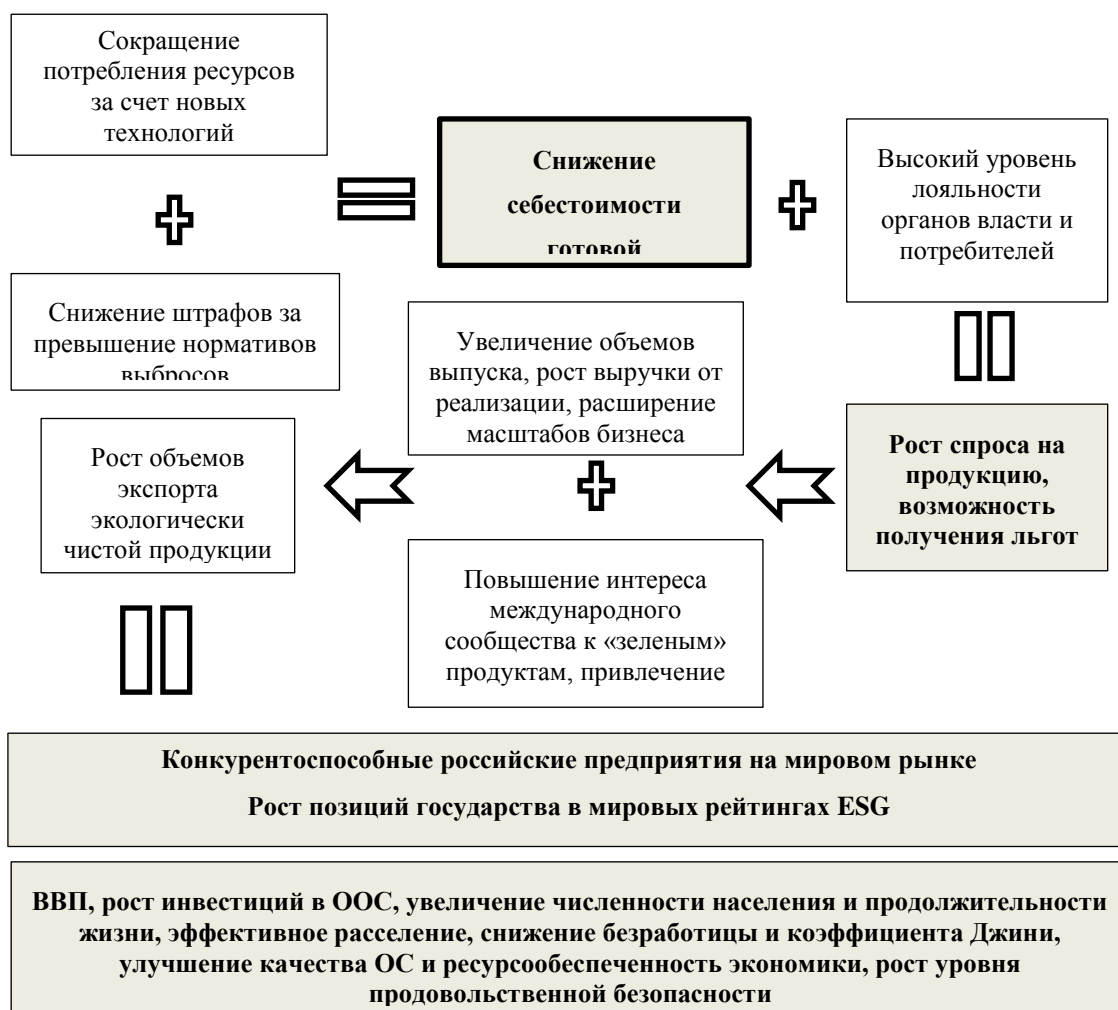 Сокращение
потребления ресурсов
за счет новых
технологий
Снижение
себестоимости
готовой
Высокий уровень
лояльности
органов власти и
потребителей
Снижение штрафов за
превышение нормативов
выбросов
Увеличение объемов
выпуска, рост выручки от
реализации, расширение
масштабов бизнеса
Рост объемов
экспорта
экологически
чистой продукции
Рост спроса на
продукцию,
возможность
получения льгот
Повышение интереса
международного
сообщества к «зеленым»
продуктам, привлечение
Конкурентоспособные российские предприятия на мировом рынке
Рост позиций государства в мировых рейтингах ESG
ВВП, рост инвестиций в ООС, увеличение численности населения и продолжительности
жизни, эффективное расселение, снижение безработицы и коэффициента Джини,
улучшение качества ОС и ресурсообеспеченность экономики, рост уровня
продовольственной безопасности